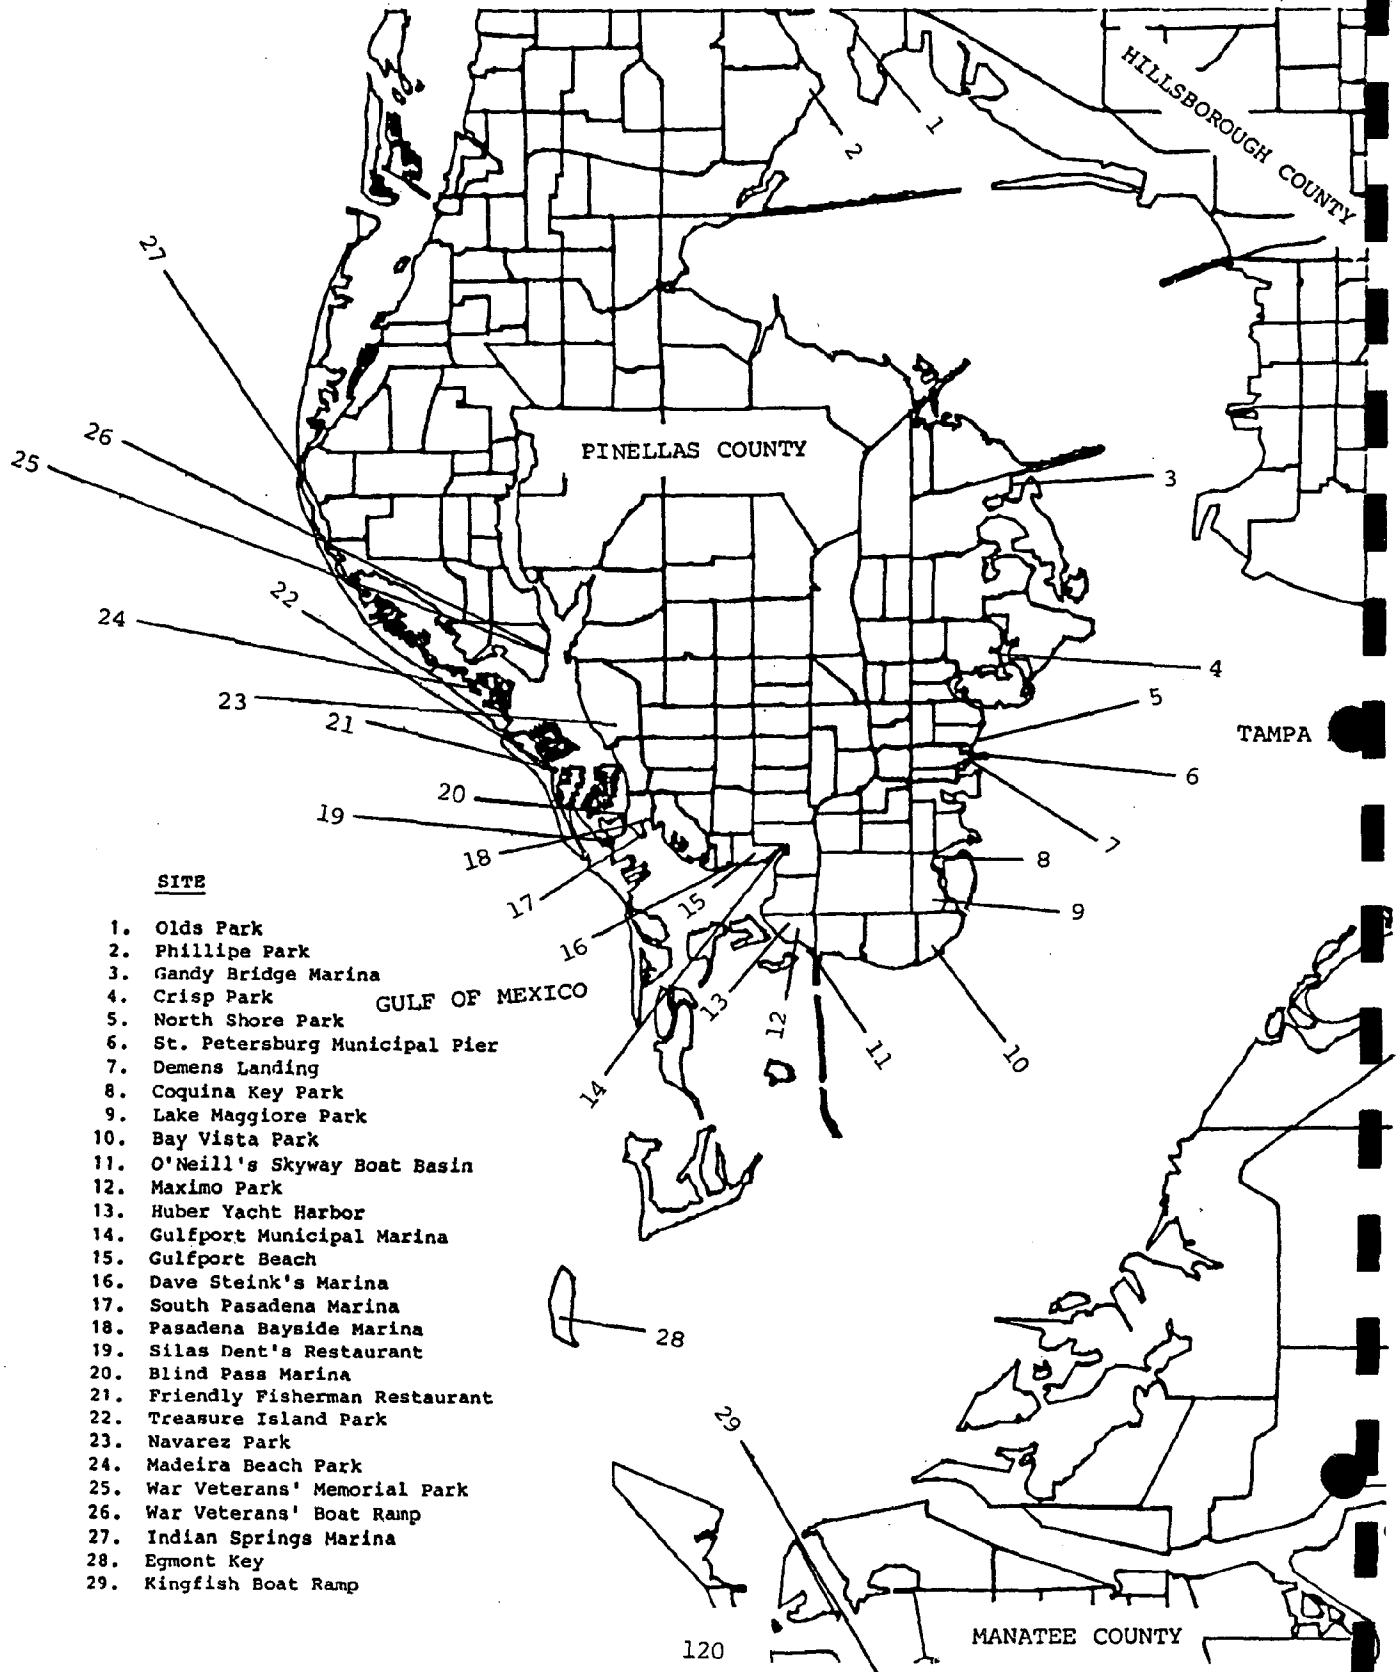 HILLSBOROUGH COUNTY
1
2
27
26
25
PINELLAS COUNTY
3
22
24
4
23
5
21
TAMPA
6
20
19
7
18
8
17
15
9
16
SITE
1. Olds Park
2. Phillipe Park
3. Gandy Bridge Marina
4. Crisp Park
5. North Shore Park
6. St. Petersburg Municipal Pier
7. Demens Landing
8. Coquina Key Park
9. Lake Maggiore Park
10. Bay Vista Park
11. O'Neill's Skyway Boat Basin
12. Maximo Park
13. Huber Yacht Harbor
14. Gulfport Municipal Marina
15. Gulfport Beach
16. Dave Steink's Marina
17. South Pasadena Marina
18. Pasadena Bayside Marina
19. Silas Dent's Restaurant
20. Blind Pass Marina
21. Friendly Fisherman Restaurant
22. Treasure Island Park
23. Navarez Park
24. Madeira Beach Park
25. War Veterans' Memorial Park
26. War Veterans' Boat Ramp
27. Indian Springs Marina
28. Egmont Key
29. Kingfish Boat Ramp
GULF OF MEXICO
13
12
11
10
14
28
29
MANATEE COUNTY
120